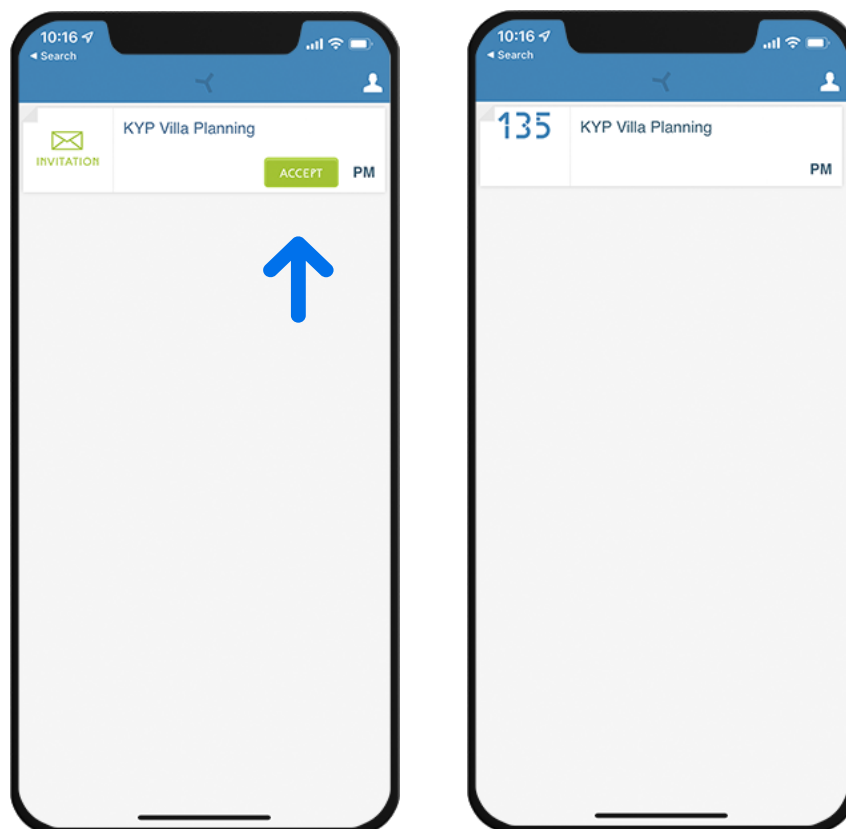 10:16
Search
KYP Villa Planning
INVITATION
ACCEPT PM
10:16
Search
135 KYP Villa Planning
PM